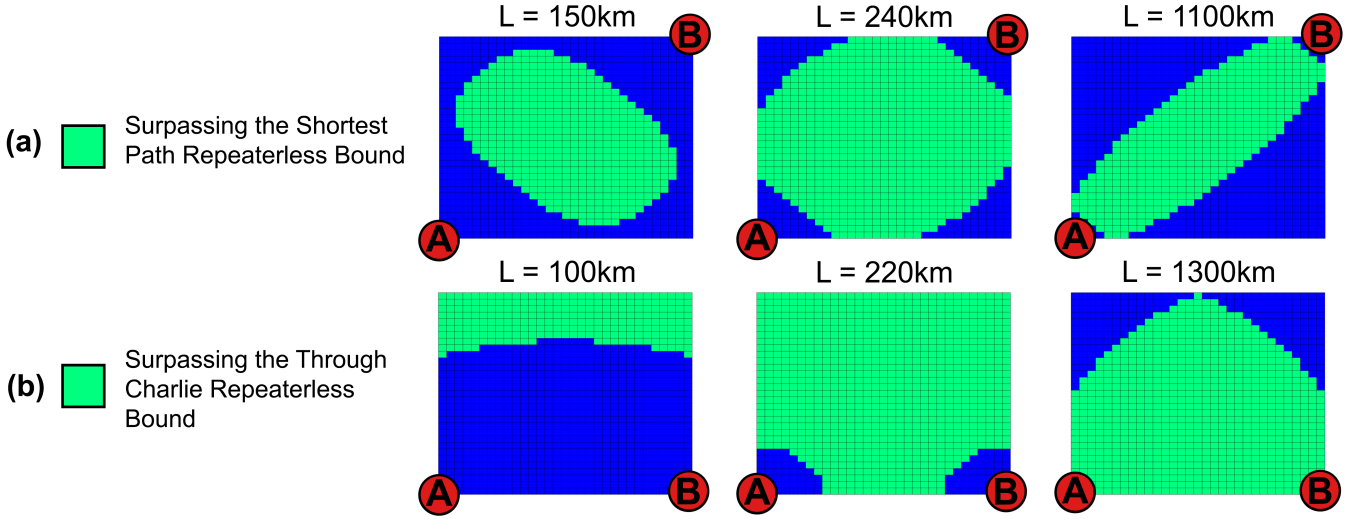 L = 150km
L = 240km
L = 1100km
B
B
B
(a)
Surpassing the Shortest
Path Repeaterless Bound
A
A
A
L = 100km
L = 220km
L = 1300km
(b)
Surpassing the Through
Charlie Repeaterless
Bound
A
B
A
B
A
B